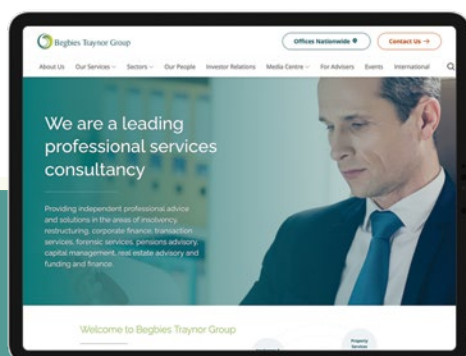 Begbies Traynor Group
Offices Nationwide
Contact Us →
About Us Our Services Sectors Our People Investor Relations Media Centre For Advisers Events International
We are a leading
professional services
consultancy
Providing independent professional advice
and solutions in the areas of insolvency,
restructuring, corporate finance, transaction
services, forensic services, pensions advisory,
capital management, real estate advisory and
funding and finance.
Welcome to Begbies Traynor Group
Property
Services